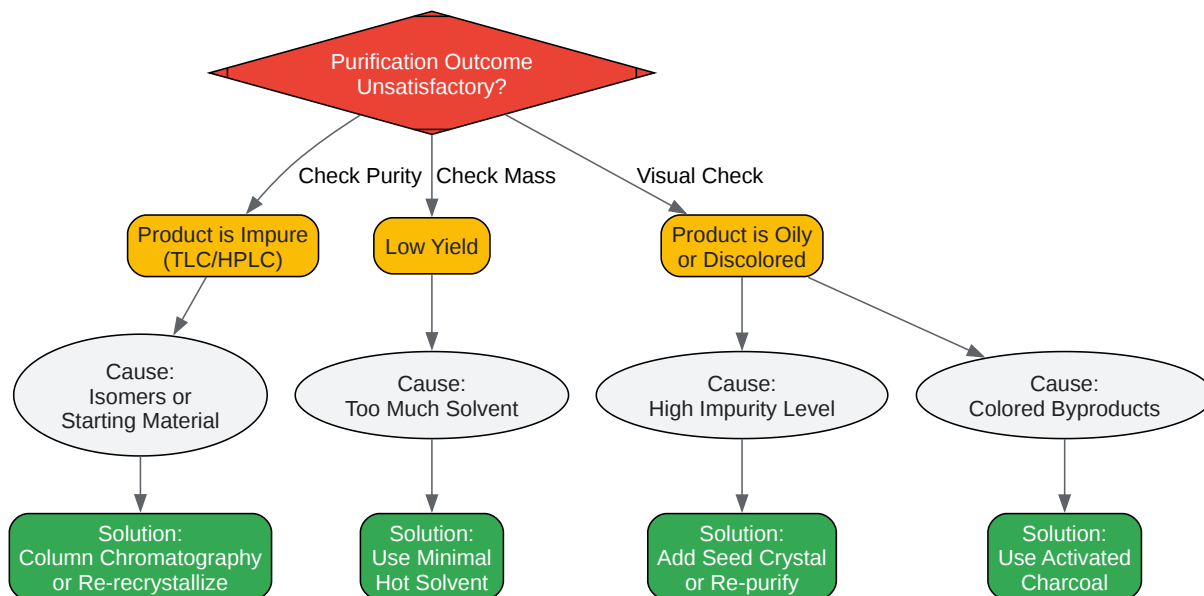 Purification Outcome
Unsatisfactory?
Check Purity
Check Mass
Visual Check
Product is Impure
(TLC/HPLC)
Low Yield
Product is Oily
or Discolored
Cause:
Isomers or
Starting Material
Cause:
Too Much Solvent
Cause:
High Impurity Level
Cause:
Colored Byproducts
Solution:
Column Chromatography
or Re-recrystallize
Solution:
Use Minimal
Hot Solvent
Solution:
Add Seed Crystal
or Re-purify
Solution:
Use Activated
Charcoal